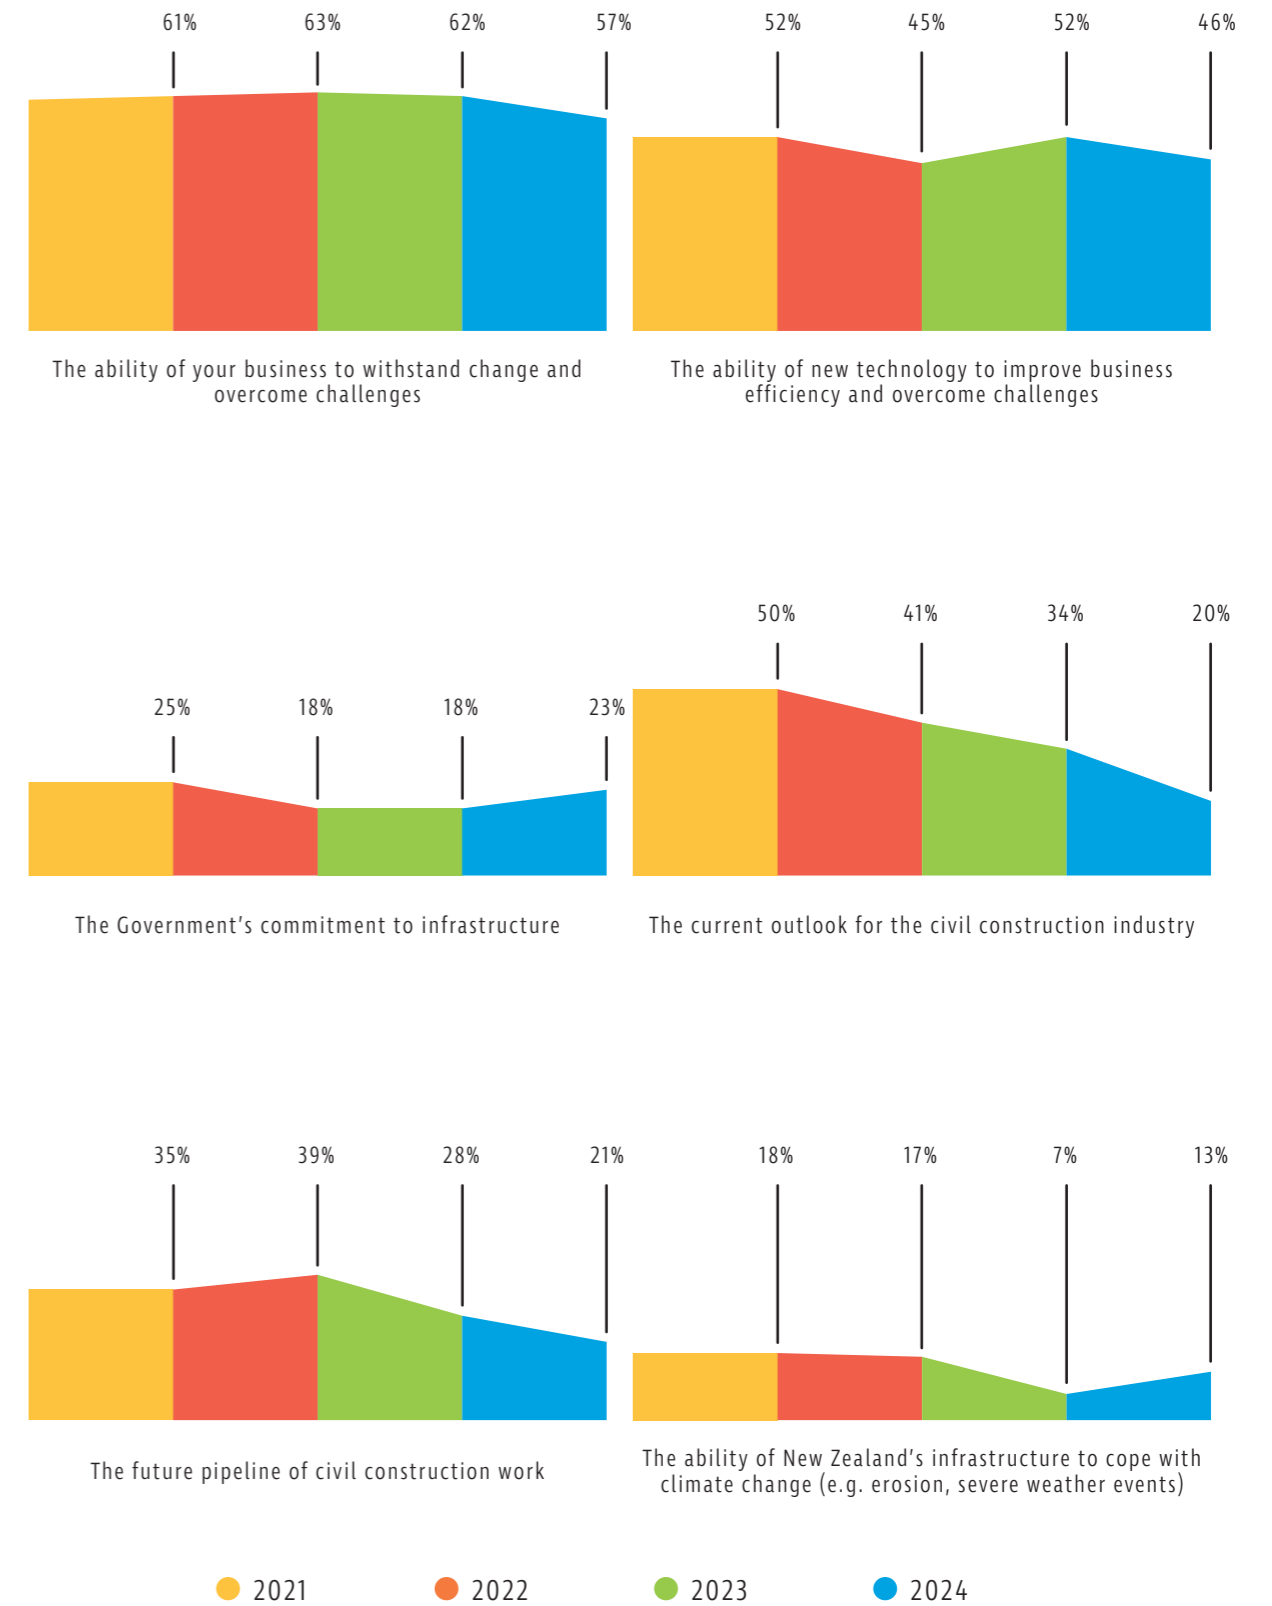 61% 63% 62% 57%
52% 45% 52% 46%
The ability of your business to withstand change and
overcome challenges
The ability of new technology to improve business
efficiency and overcome challenges
25% 18% 18% 23%
50% 41% 34% 20%
The Government's commitment to infrastructure
The current outlook for the civil construction industry
35% 39% 28% 21%
18% 17% 7% 13%
The future pipeline of civil construction work
The ability of New Zealand's infrastructure to cope with
climate change (e.g. erosion, severe weather events)
2021 2022 2023 2024